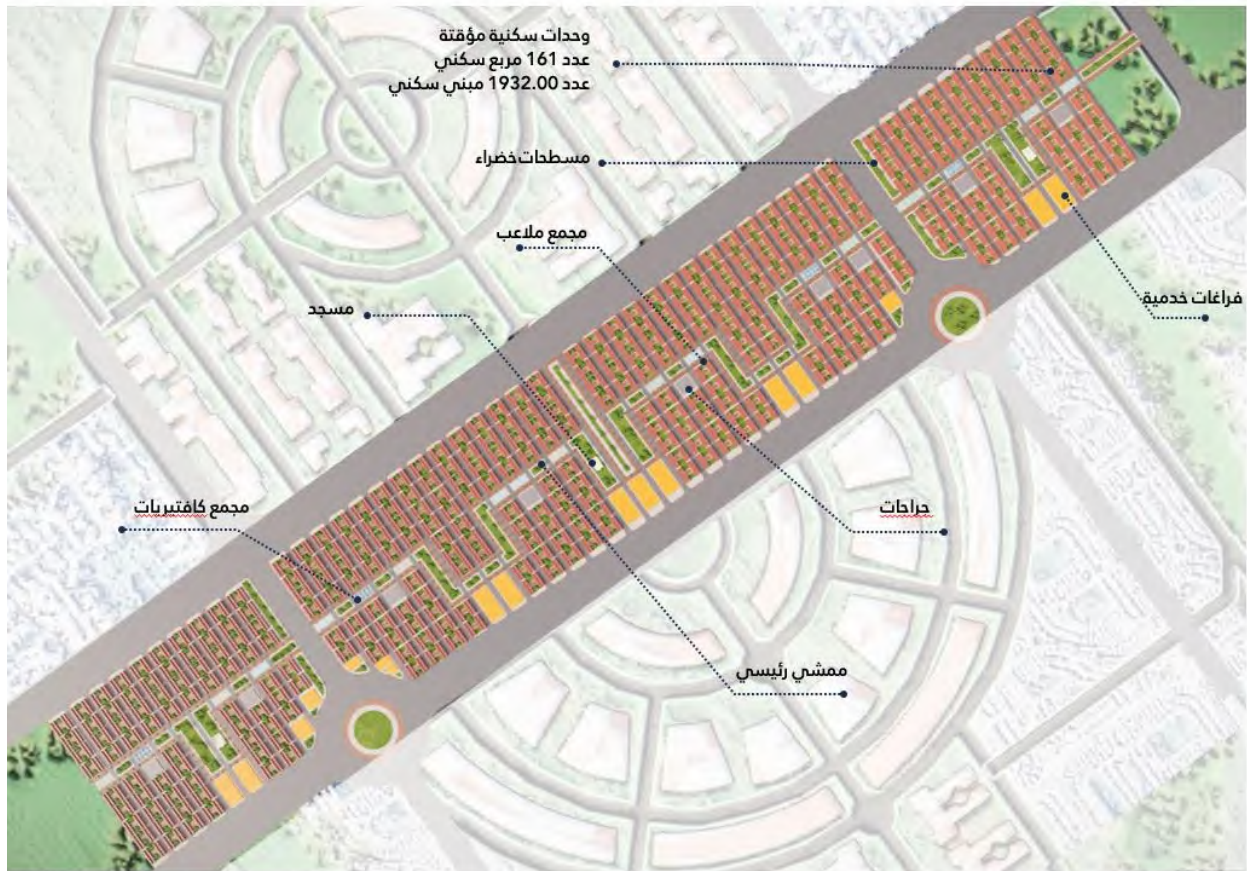 وحدات سكنية مؤقتة
عدد 161 مربع سكني
عدد 1932.00 مبني سكني
مسطحات خضراء
مجمع ملاعب
مسجد
فراغات خدمية
مجمع كافتيريات
جراحات
ممشي رئيسي